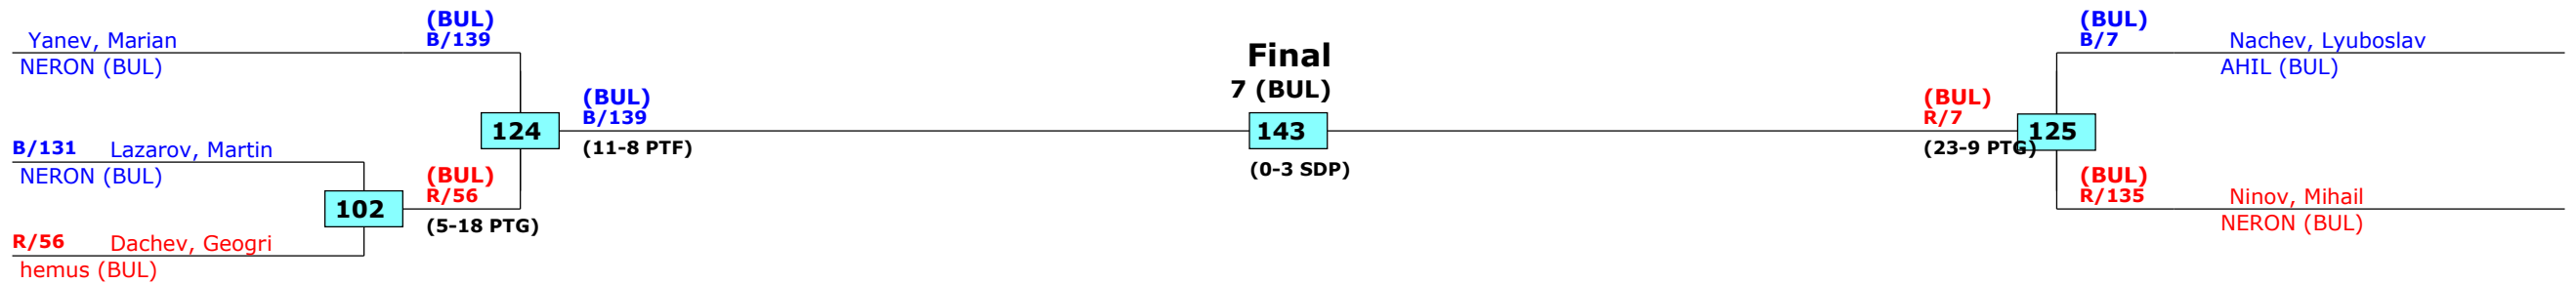 (BUL)
B/139
Yanev, Marian
NERON (BUL)
B/131 Lazarov, Martin
NERON (BUL)
R/56 Dachev, Geogri
hemus (BUL)
102
(BUL)
R/56
(5-18 PTG)
124
(BUL)
B/139
(11-8 PTF)
Final
7 (BUL)
143
(0-3 SDP)
(BUL)
R/7
(23-9 PTG)
125
(BUL)
B/7
Nachev, Lyuboslav
AHIL (BUL)
(BUL)
R/135
Ninov, Mihail
NERON (BUL)